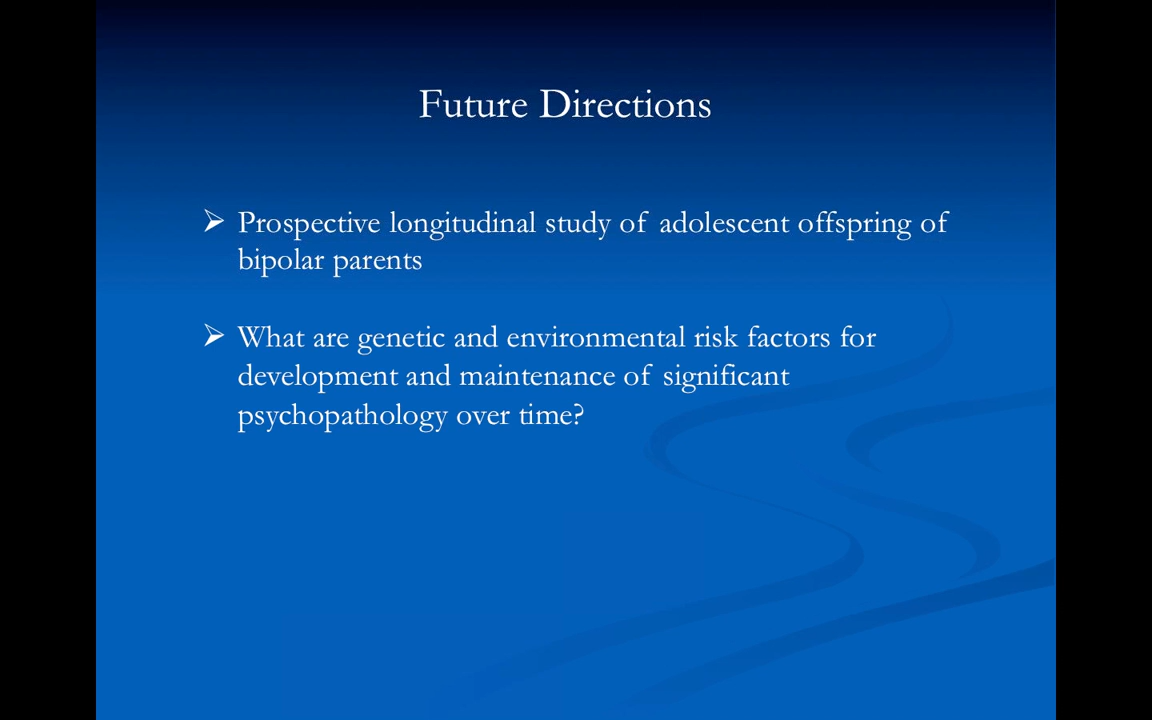 Future Directions
➢ Prospective longitudinal study of adolescent offspring of
bipolar parents
➢ What are genetic and environmental risk factors for
development and maintenance of significant
psychopathology over time?